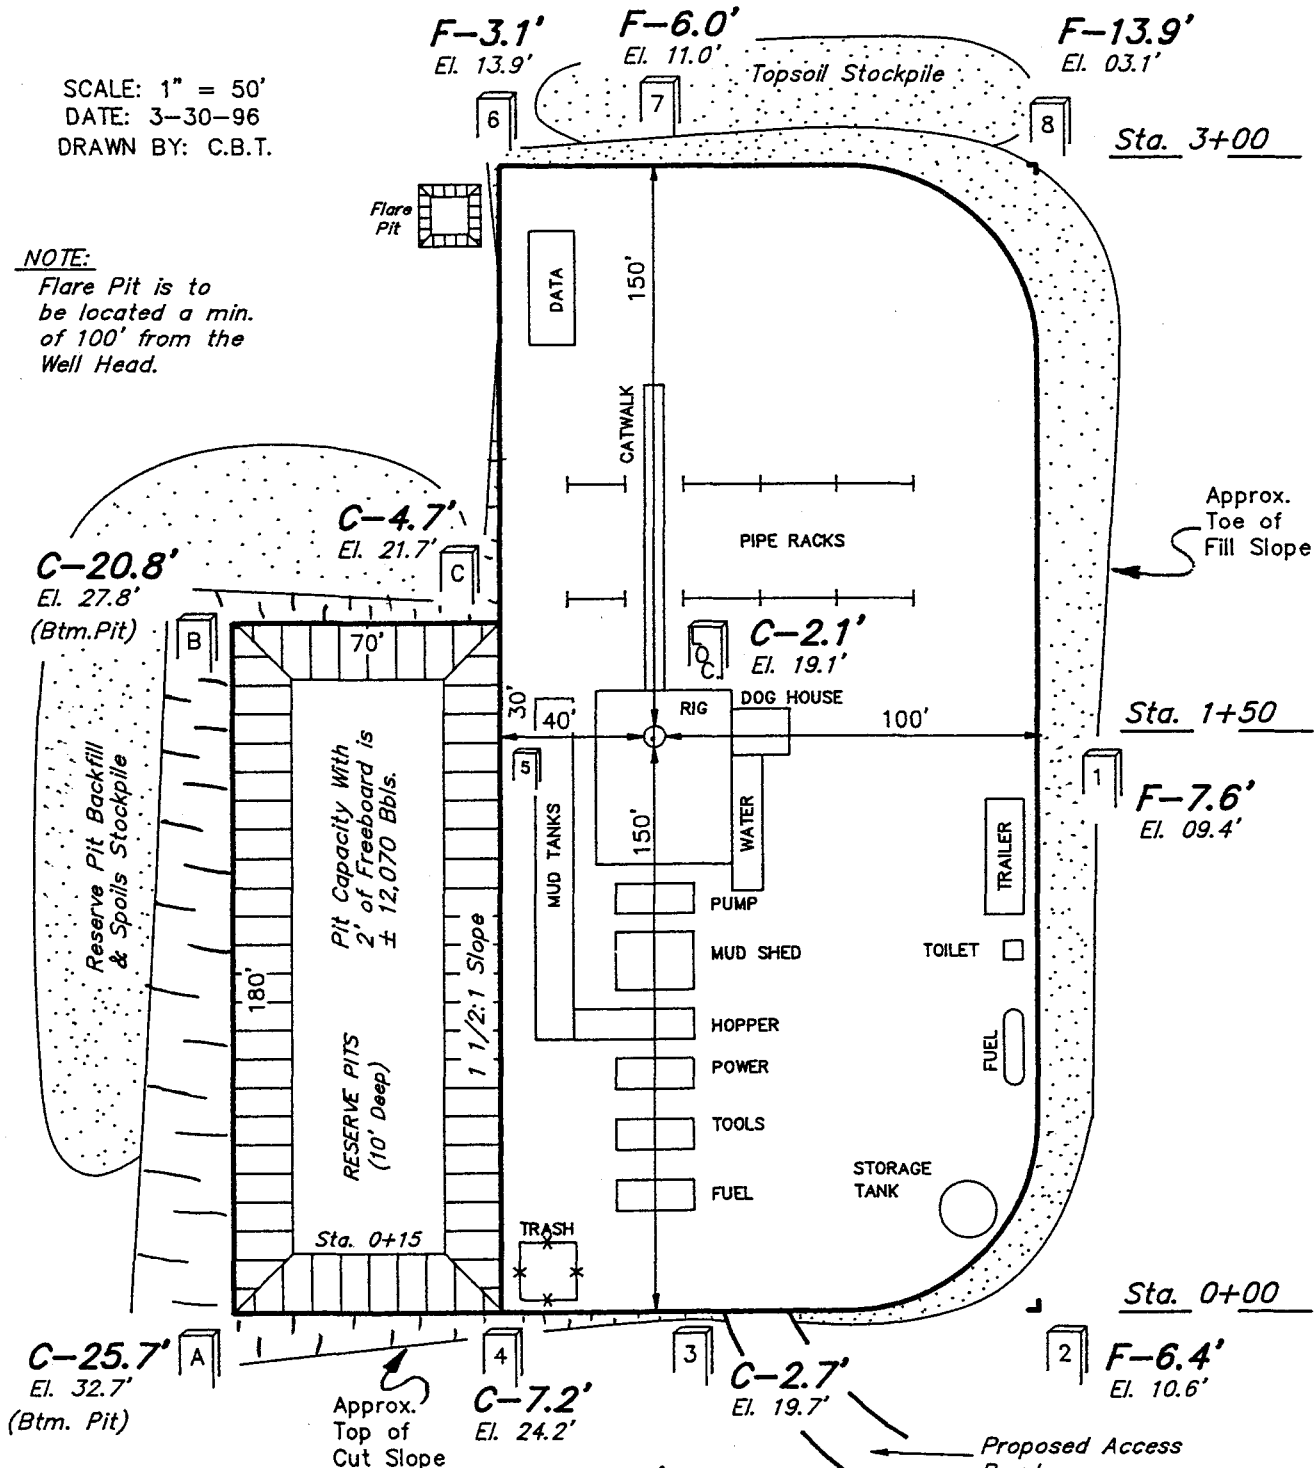 F-3.1'
El. 13.9'
F-6.0'
El. 11.0'
F-13.9'
El. 03.1'
SCALE: 1" = 50'
DATE: 3-30-96
DRAWN BY: C.B.T.
Topsoil Stockpile
6
7
8
Sta. 3+00
Flare
Pit
NOTE:
Flare Pit is to
be located a min.
of 100' from the
Well Head.
DATA
150'
CATWALK
Approx.
Toe of
Fill Slope
C-4.7'
El. 21.7'
C
C-20.8'
El. 27.8'
(Btm.Pit)
B
PIPE RACKS
70'
C-2.1'
El. 19.1'
O
C.
30'
40'
RIG
DOG HOUSE
100'
Sta. 1+50
5
1
F-7.6'
El. 09.4'
Reserve Pit Backfill
& Spoils Stockpile
Pit Capacity With
2' of Freeboard is
± 12,070 Bbls.
MUD TANKS
150'
WATER
TRAILER
PUMP
MUD SHED
TOILET
180'
1 1/2:1 Slope
RESERVE PITS
(10' Deep)
HOPPER
POWER
FUEL
TOOLS
STORAGE
TANK
FUEL
TRASH
Sta. 0+15
Sta. 0+00
C-25.7'
El. 32.7'
(Btm. Pit)
A
4
3
2
F-6.4'
El. 10.6'
Approx.
Top of
Cut Slope
C-7.2'
El. 24.2'
C-2.7'
El. 19.7'
Proposed Access